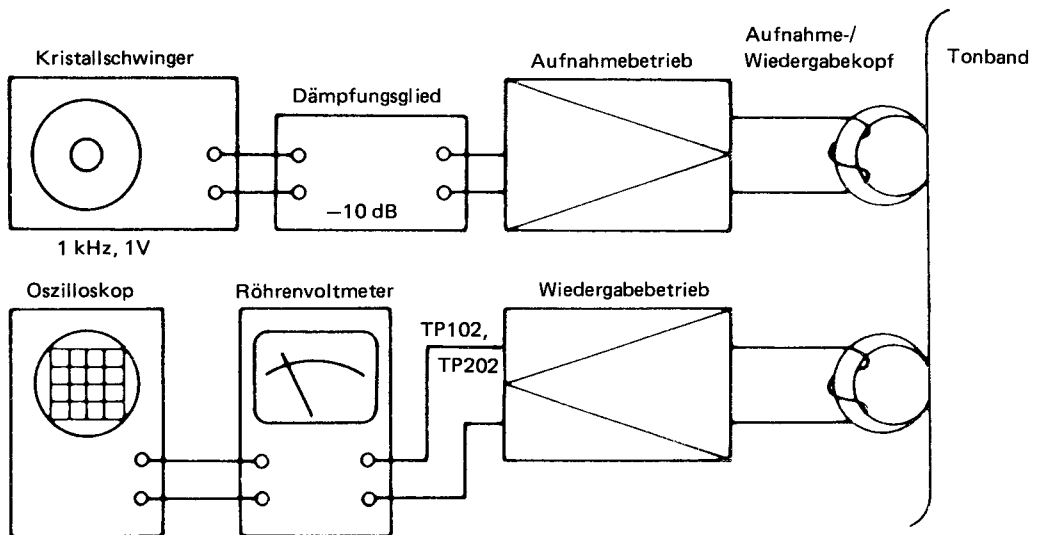 Kristallschwinger
Dämpfungsglied
Aufnahmebetrieb
Aufnahme-/
Wiedergabekopf
Tonband
−10 dB
1 kHz, 1V
Oszilloskop
Röhrenvoltmeter
TP102,
TP202
Wiedergabebetrieb